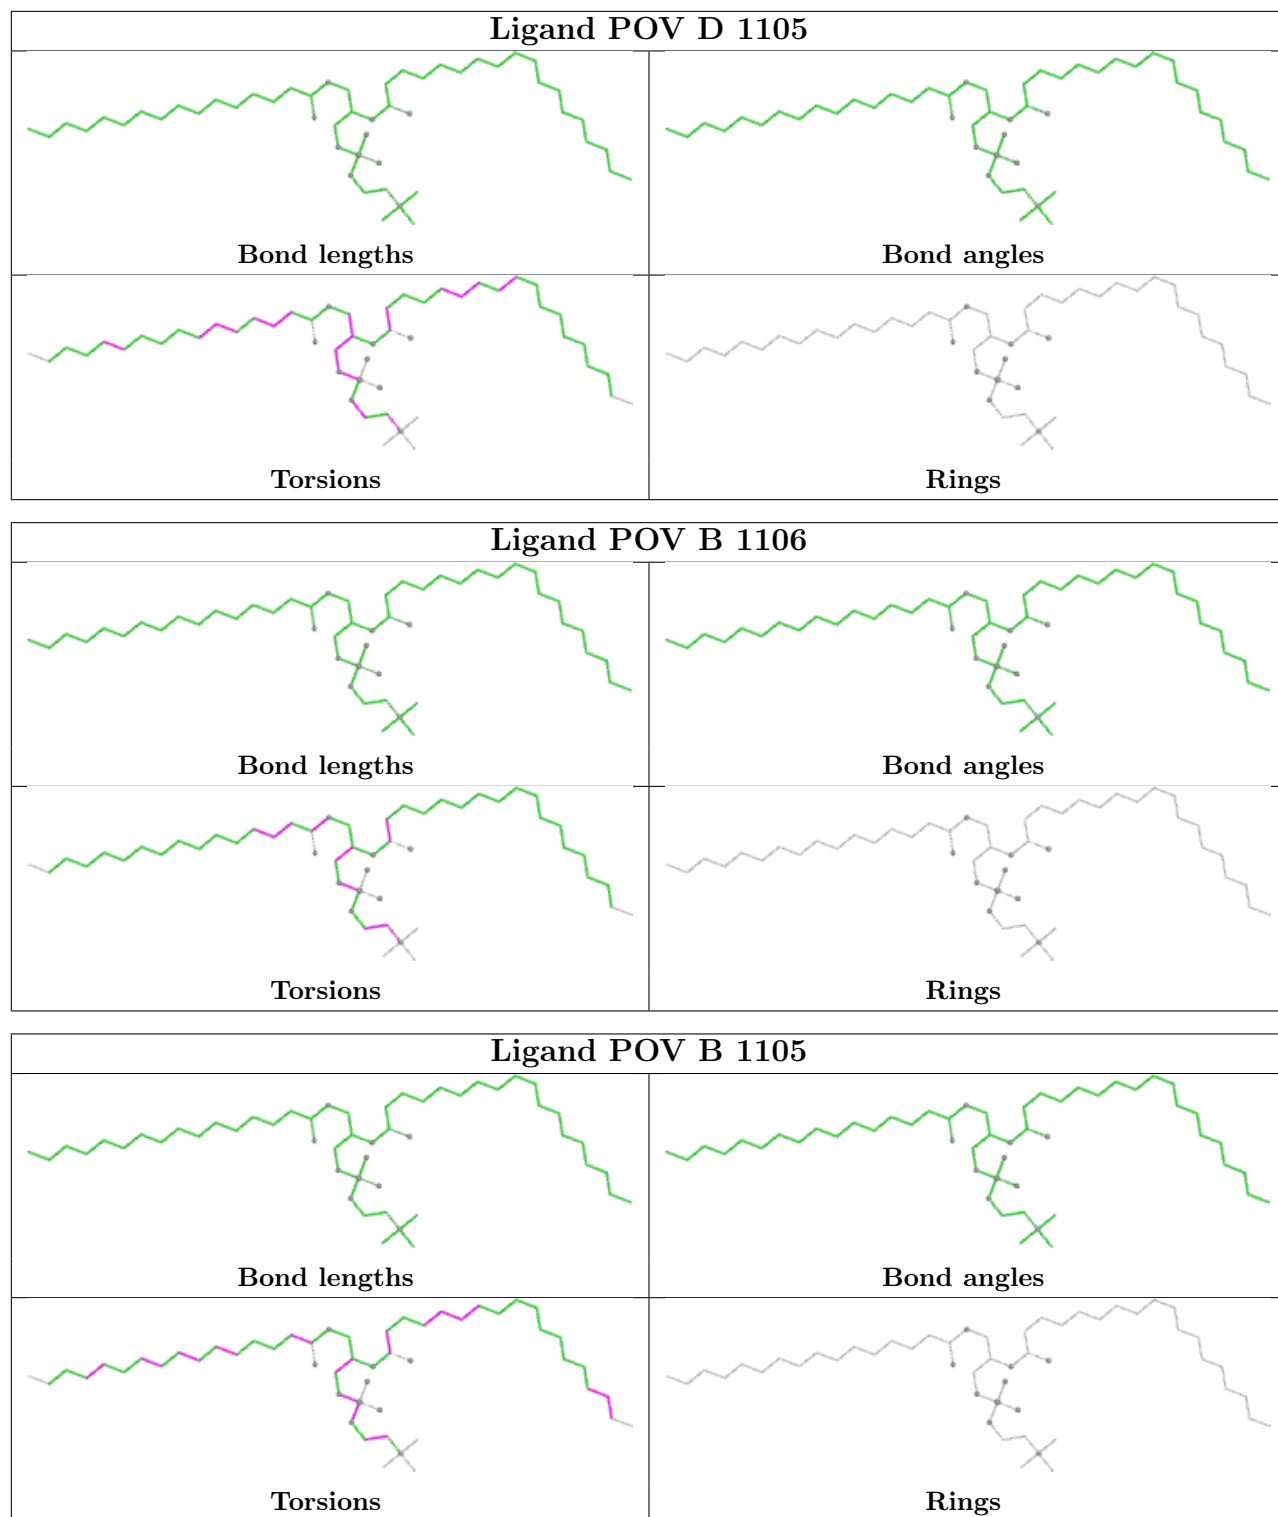 Ligand POV D 1105
Bond lengths
Bond angles
Torsions
Rings
Ligand POV B 1106
Bond lengths
Bond angles
Torsions
Rings
Ligand POV B 1105
Bond lengths
Bond angles
Torsions
Rings